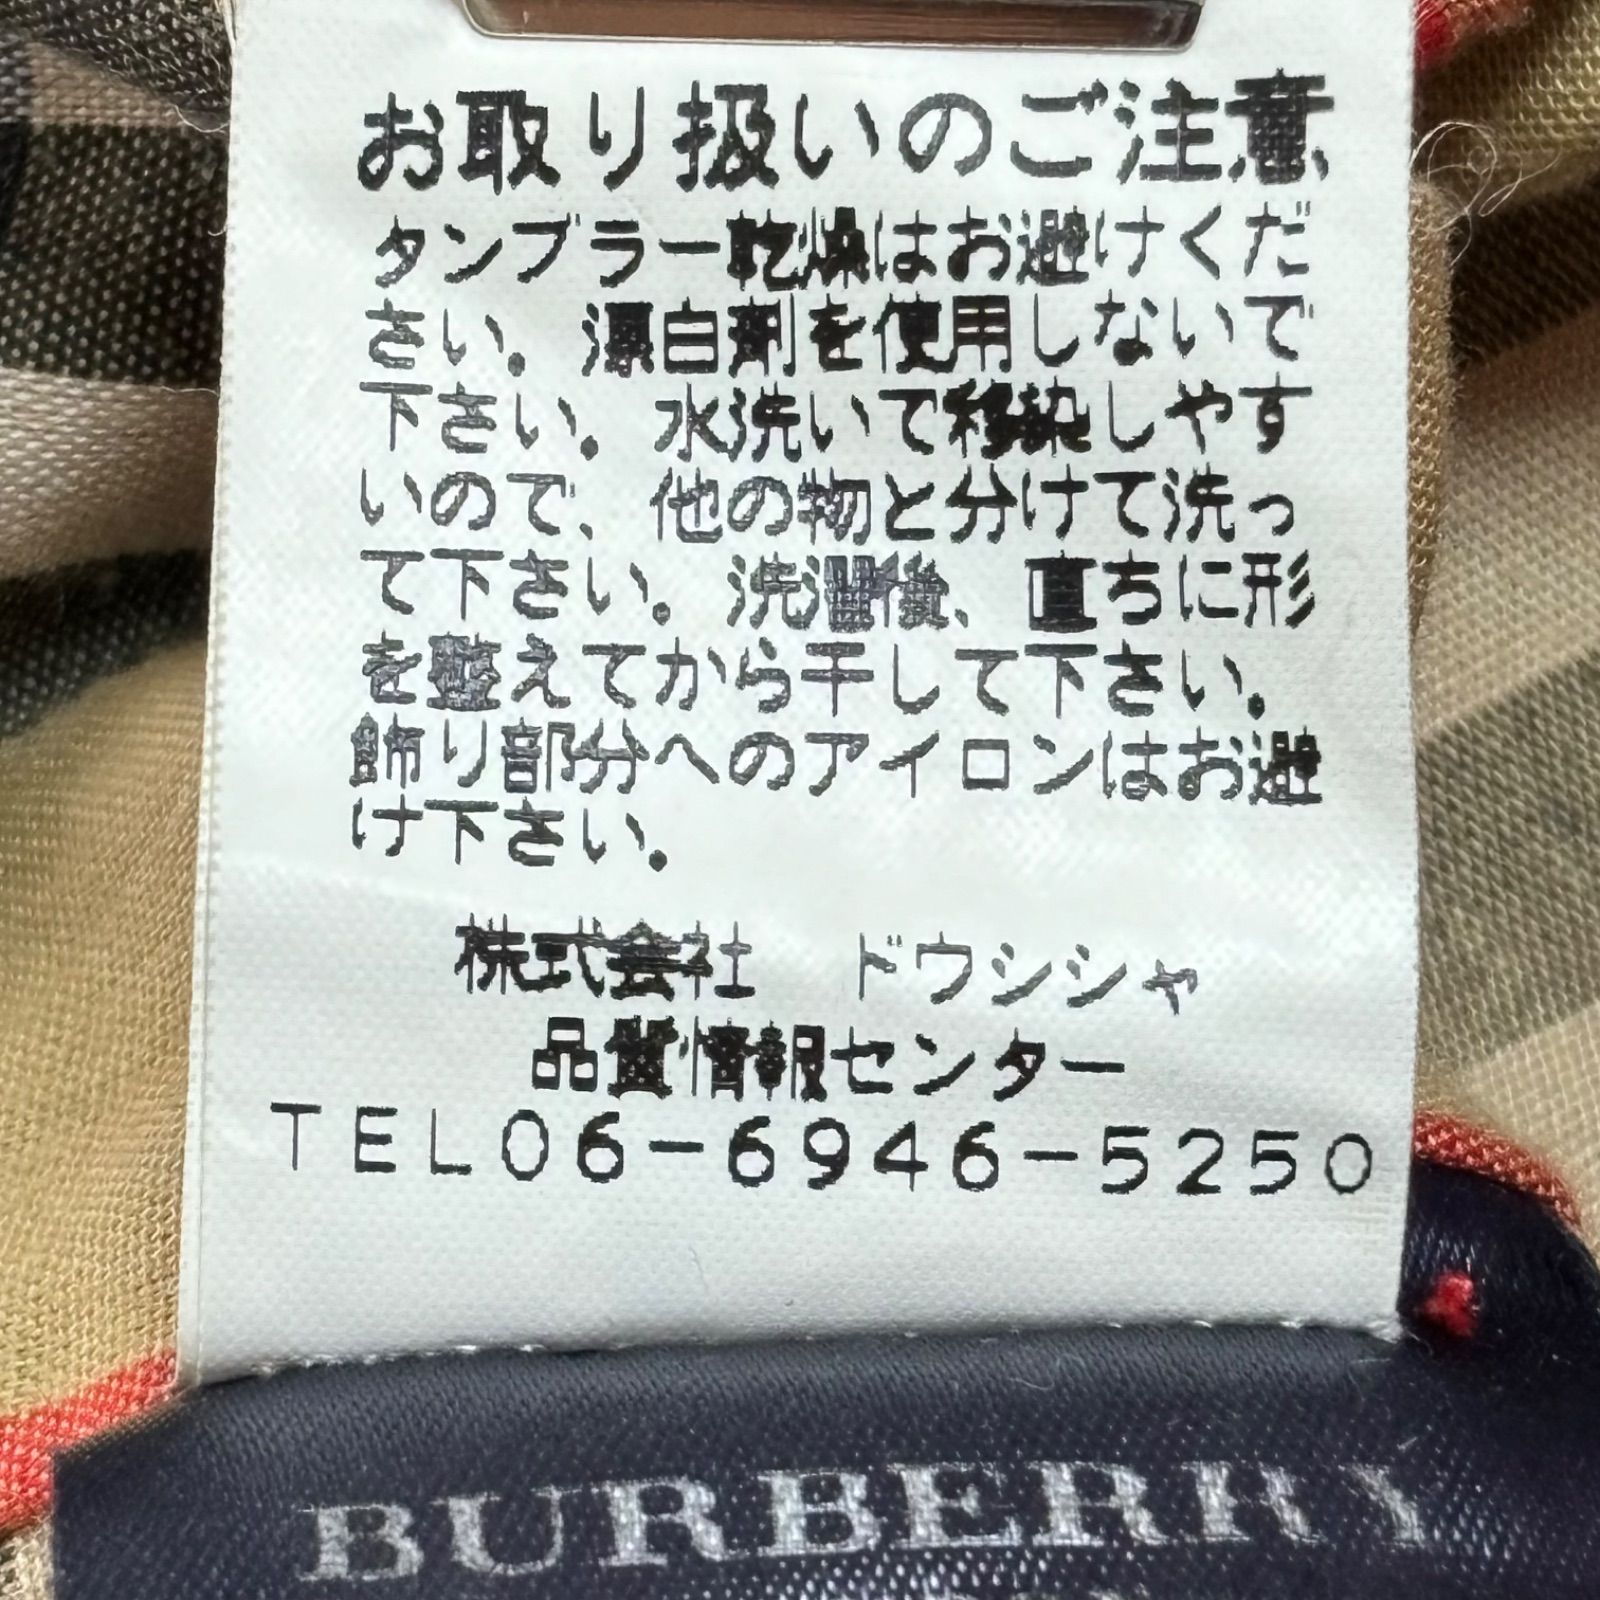 お取り扱いのご注意
タンブラー乾燥はお避けくだ
さい。漂白剤を使用しないで
下さい。水洗いで移染しやす
いので、他の物と分けて洗っ
て下さい。洗濯後、直ちに形
を整えてから干して下さい。
飾り部分へのアイロンはお避
け下さい。
株式会社　ドウシシャ
品質情報センター
TEL06-6946-5250
BURBERRY